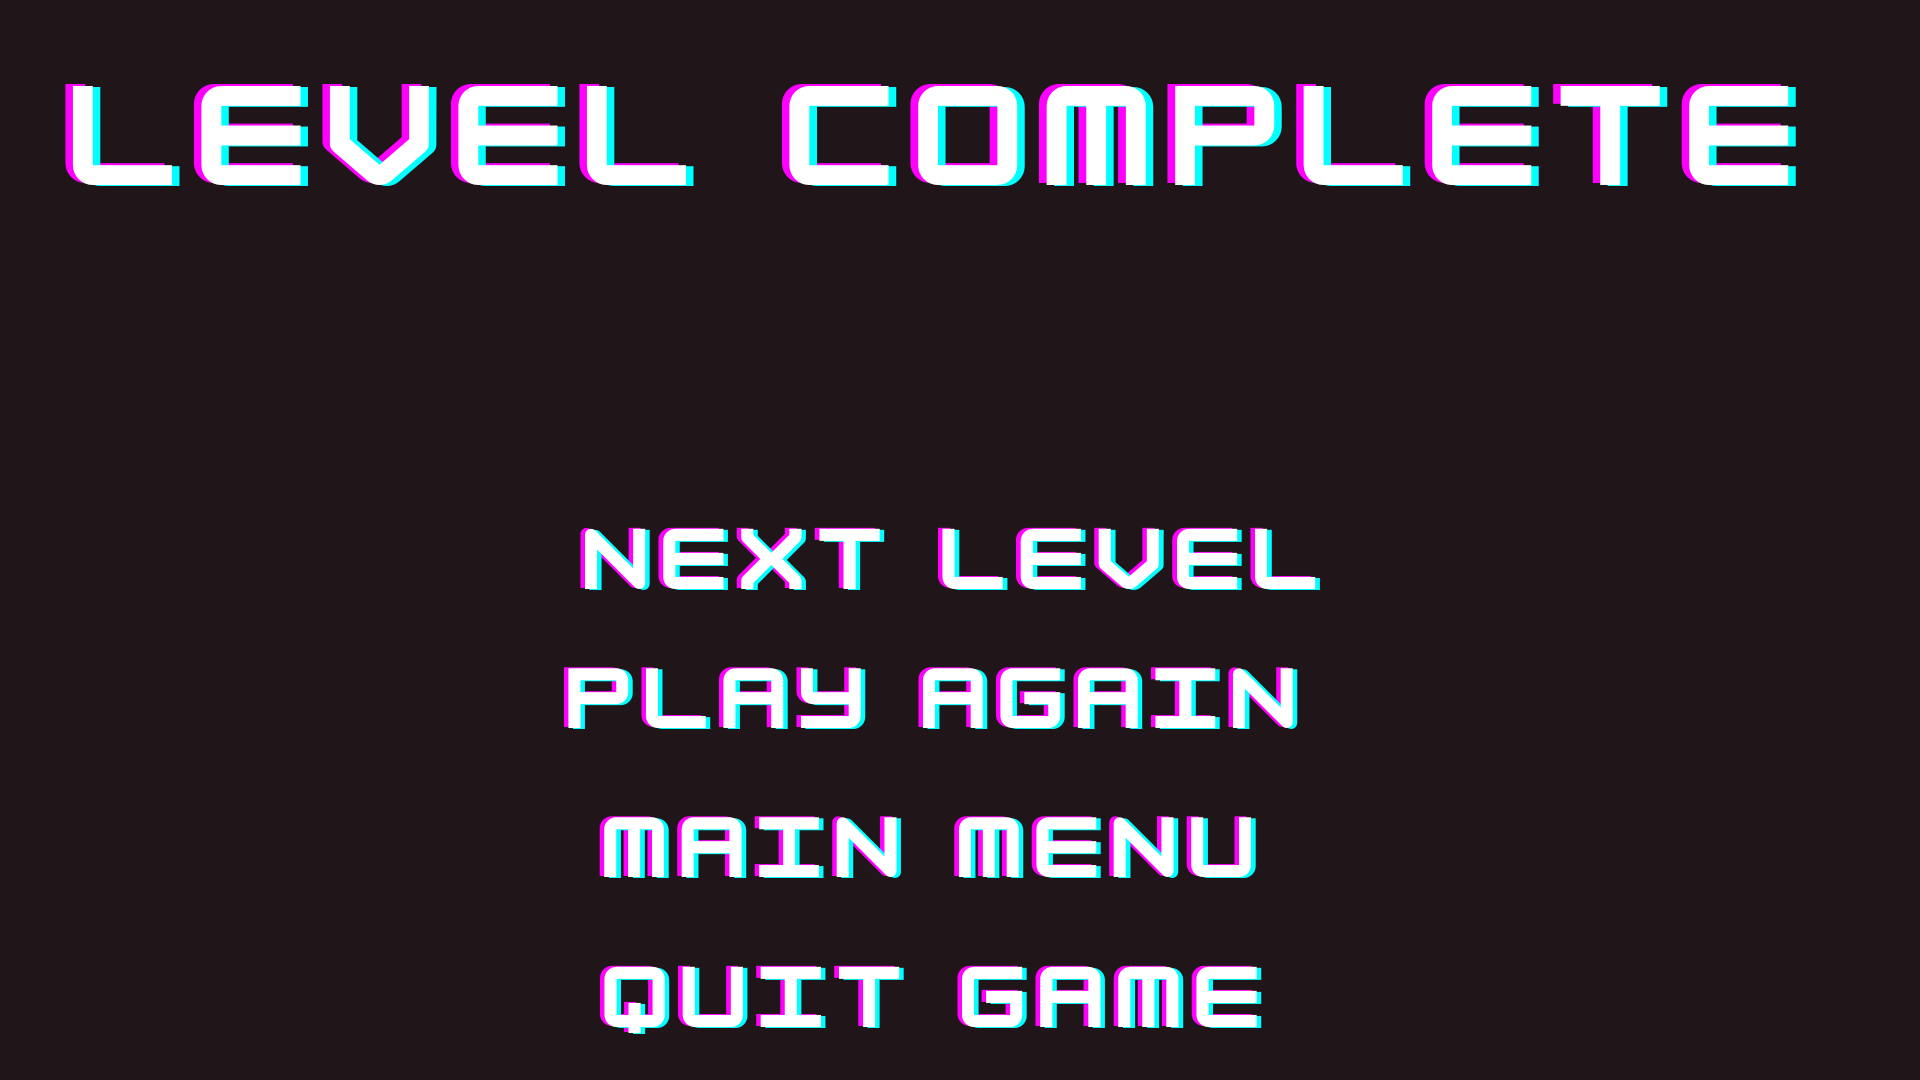 LEVEL COMPLETE
NEXT LEVEL
PLAY AGAIN
MAIN MENU
QUIT GAME